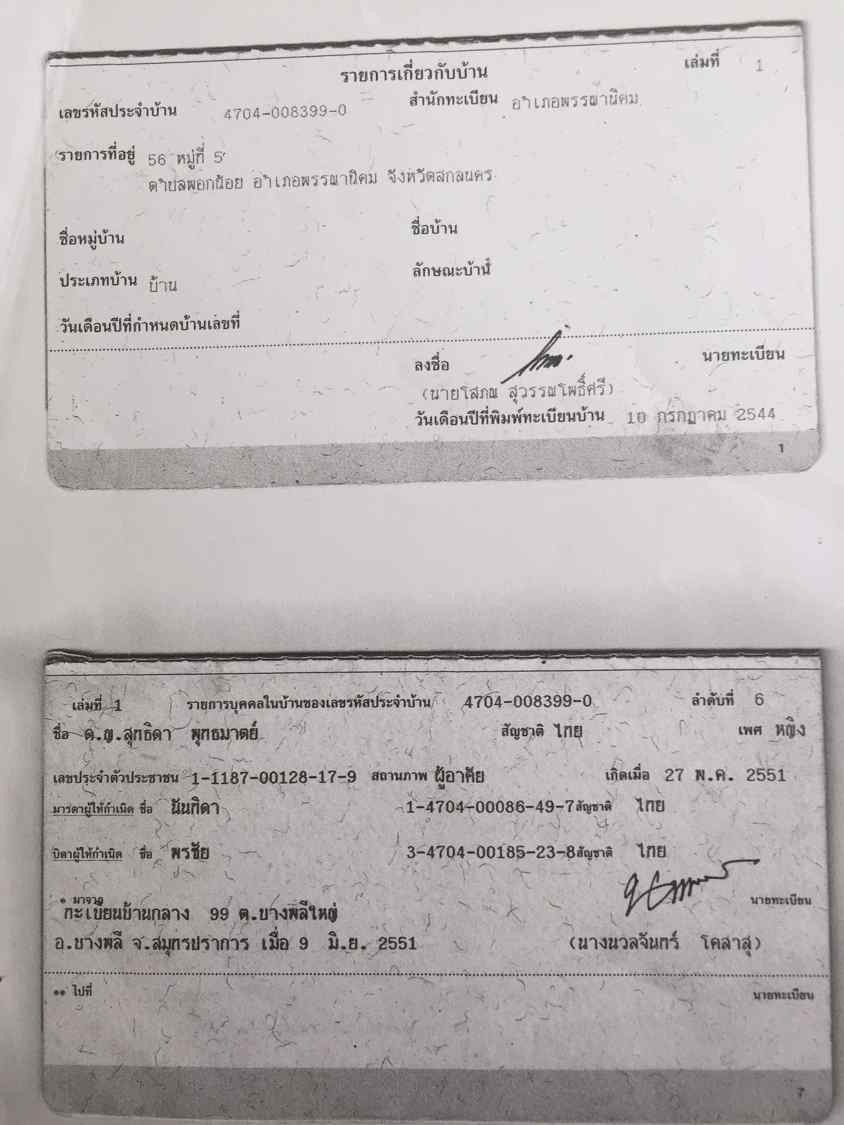 รายการเกี่ยวกับบ้าน เล่มที่ 1
เลขรหัสประจำบ้าน 4704-008399-0 สำนักทะเบียน อำเภอพรรณานิคม
รายการที่อยู่ 56 หมู่ที่ 5
ตำบลพอกน้อย อำเภอพรรณานิคม จังหวัดสกลนคร
ชื่อหมู่บ้าน ชื่อบ้าน
ประเภทบ้าน บ้าน ลักษณะบ้าน
วันเดือนปีที่กำหนดบ้านเลขที่
ลงชื่อ นายทะเบียน
(นายโสภณ สุวรรณโพธิ์ศรี)
วันเดือนปีที่พิมพ์ทะเบียนบ้าน 10 กรกฎาคม 2544
1
เล่มที่ 1 รายการบุคคลในบ้านของเลขรหัสประจำบ้าน 4704-008399-0 ลำดับที่ 6
ชื่อ ด.ญ.สุทธิดา พุทธมาตย์ สัญชาติ ไทย เพศ หญิง
เลขประจำตัวประชาชน 1-1187-00128-17-9 สถานภาพ ผู้อาศัย เกิดเมื่อ 27 พ.ค. 2551
มารดาผู้ให้กำเนิด ชื่อ นันทิดา 1-4704-00086-49-7 สัญชาติ ไทย
บิดาผู้ให้กำเนิด ชื่อ พรชัย 3-4704-00185-23-8 สัญชาติ ไทย
* มาจาก นายทะเบียน
ทะเบียนบ้านกลาง 99 ต.บางพลีใหญ่
อ.บางพลี จ.สมุทรปราการ เมื่อ 9 มิ.ย. 2551 (นางนวลจันทร์ โคลาสุ)
** ไปที่ นายทะเบียน
7